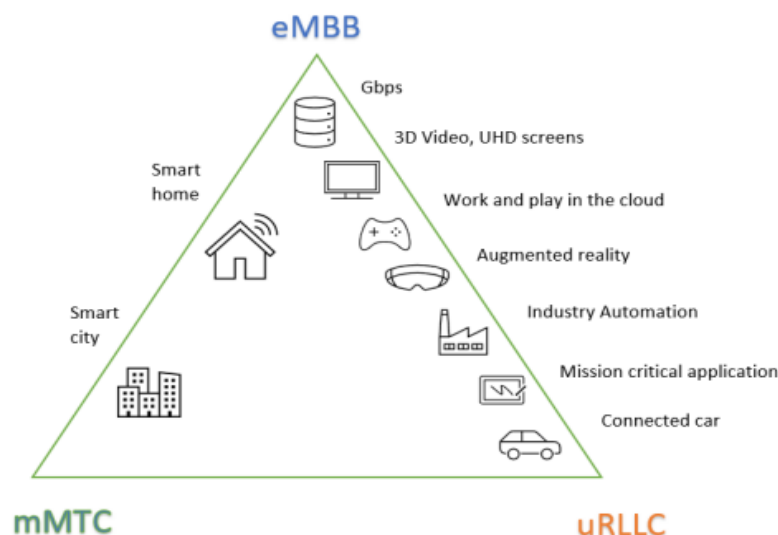 eMBB
Gbps
3D Video, UHD screens
Smart
home
Work and play in the cloud
Augmented reality
Smart
city
Industry Automation
Mission critical application
Connected car
mMTC
uRLLC